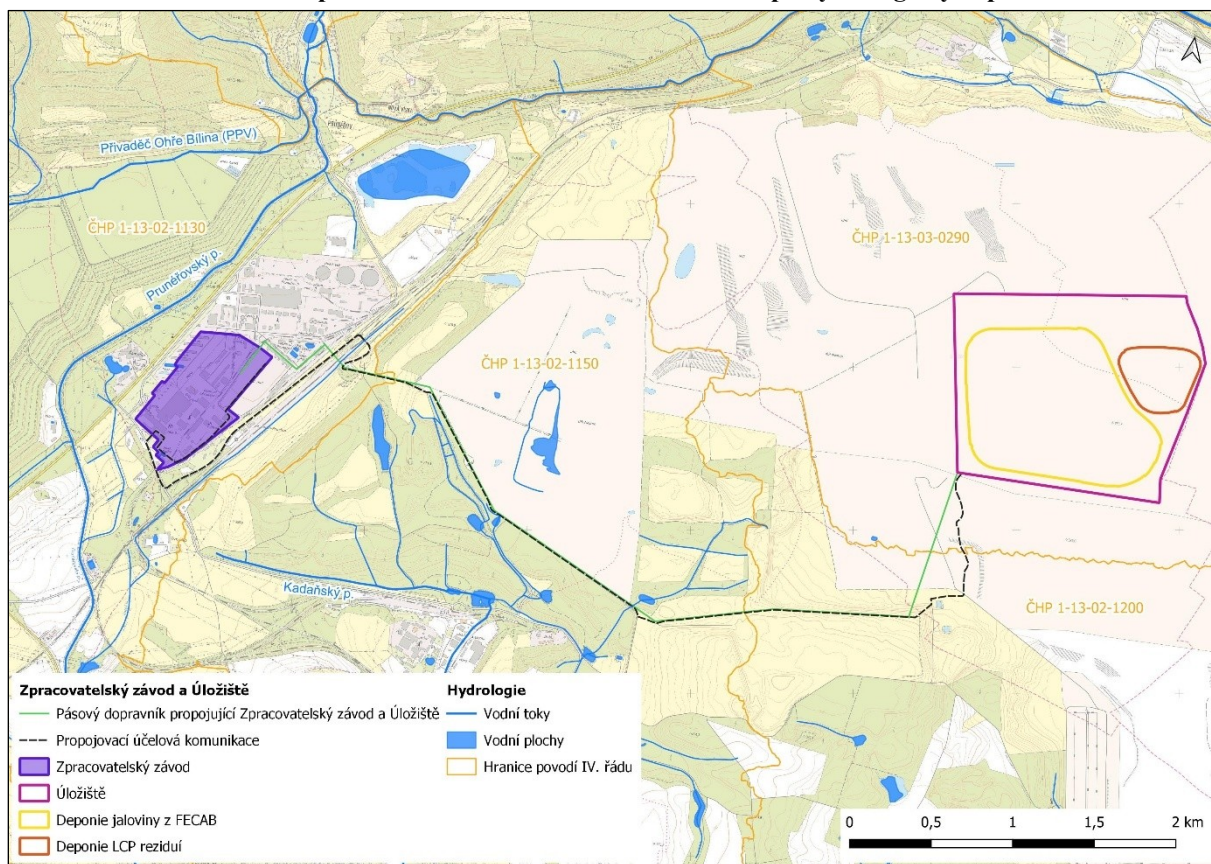 Přivaděč Ohře Bílina (PPV)
ČHP 1-13-02-1130
Prunéřovský p.
ČHP 1-13-03-0290
ČHP 1-13-02-1150
Kadaňský p.
ČHP 1-13-02-1200
Zpracovatelský závod a Úložiště
Pásový dopravník propojující Zpracovatelský závod a Úložiště
Propojovací účelová komunikace
Zpracovatelský závod
Úložiště
Deponie jaloviny z FECAB
Deponie LCP reziduí
Hydrologie
Vodní toky
Vodní plochy
Hranice povodí IV. řádu
0 0,5 1 1,5 2 km